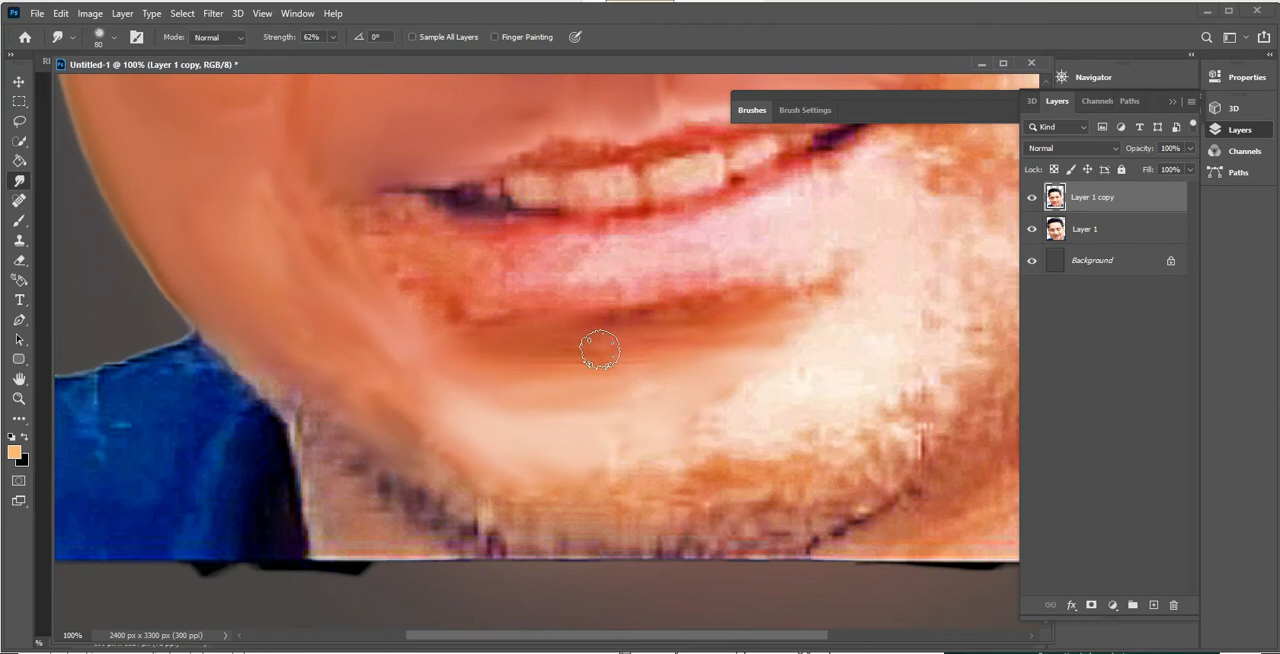 Ps File Edit Image Layer Type Select Filter 3D View Window Help
80 Mode: Normal Strength: 62% 0° Sample All Layers Finger Painting
Untitled-1 @ 100% (Layer 1 copy, RGB/8) *
Navigator
Properties
Brushes Brush Settings
3D Layers Channels Paths
3D
Kind
Layers
Normal Opacity: 100%
Channels
Lock: Fill: 100%
Paths
Layer 1 copy
Layer 1
Background
100% 2400 px x 3300 px (300 ppi)